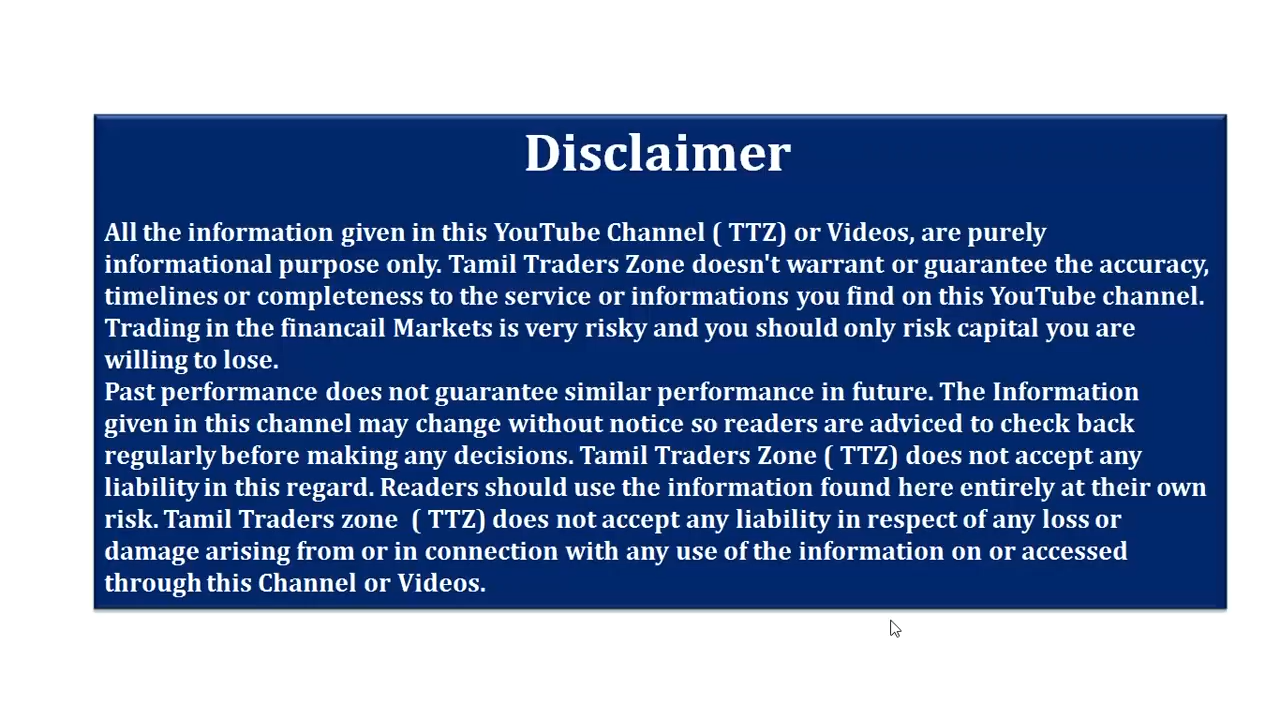 Disclaimer
All the information given in this YouTube Channel ( TTZ) or Videos, are purely
informational purpose only. Tamil Traders Zone doesn't warrant or guarantee the accuracy,
timelines or completeness to the service or informations you find on this YouTube channel.
Trading in the financail Markets is very risky and you should only risk capital you are
willing to lose.
Past performance does not guarantee similar performance in future. The Information
given in this channel may change without notice so readers are adviced to check back
regularly before making any decisions. Tamil Traders Zone ( TTZ) does not accept any
liability in this regard. Readers should use the information found here entirely at their own
risk. Tamil Traders zone  ( TTZ) does not accept any liability in respect of any loss or
damage arising from or in connection with any use of the information on or accessed
through this Channel or Videos.